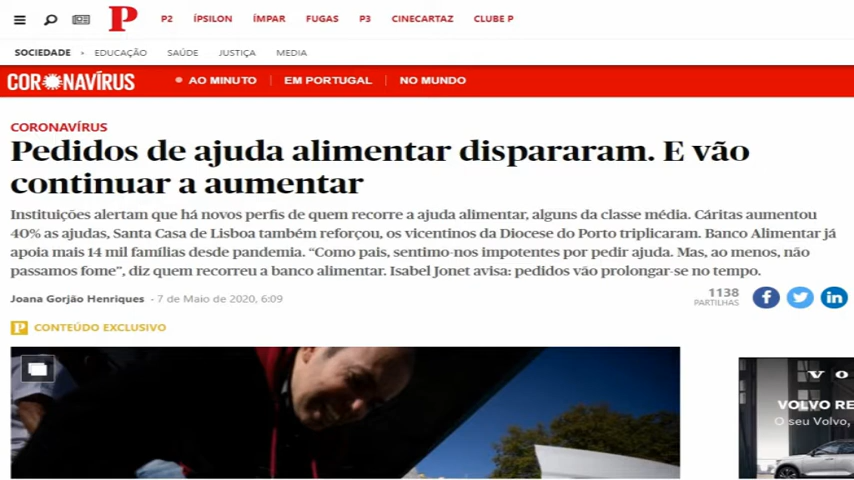 P
P2 ÍPSILON ÍMPAR FUGAS P3 CINECARTAZ CLUBE P
SOCIEDADE EDUCAÇÃO SAÚDE JUSTIÇA MEDIA
CORONAVÍRUS AO MINUTO EM PORTUGAL NO MUNDO
CORONAVÍRUS
Pedidos de ajuda alimentar dispararam. E vão
continuar a aumentar
Instituições alertam que há novos perfis de quem recorre a ajuda alimentar, alguns da classe média. Cáritas aumentou
40% as ajudas, Santa Casa de Lisboa também reforçou, os vicentinos da Diocese do Porto triplicaram. Banco Alimentar já
apoia mais 14 mil famílias desde pandemia. “Como pais, sentimo-nos impotentes por pedir ajuda. Mas, ao menos, não
passamos fome”, diz quem recorreu a banco alimentar. Isabel Jonet avisa: pedidos vão prolongar-se no tempo.
Joana Gorjão Henriques - 7 de Maio de 2020, 6:09
1138
PARTILHAS
P CONTEÚDO EXCLUSIVO
V O
VOLVO RE
O seu Volvo,